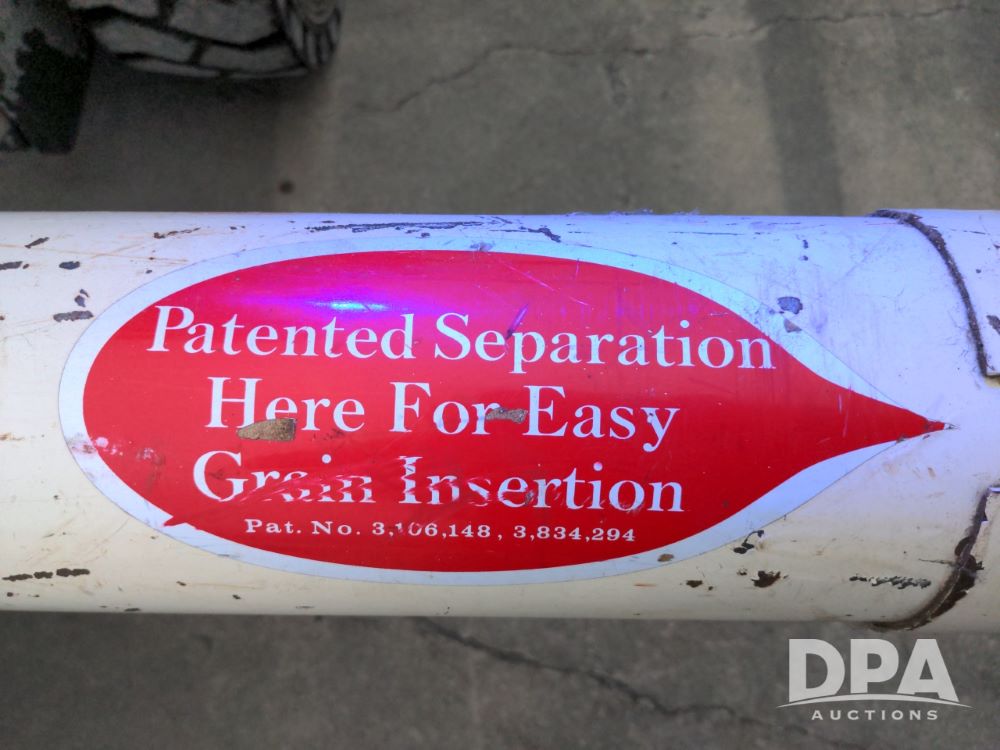 Patented Separation
Here For Easy
Grain Insertion
Pat. No. 3,106,148, 3,834,294
DPA
AUCTIONS